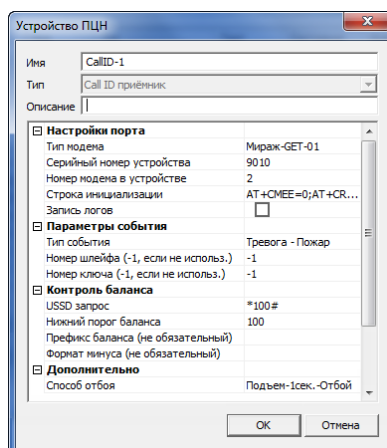 Устройство ПЦН
Имя CallID-1
Тип Call ID приёмник
Описание
Настройки порта
Тип модема Мираж-GET-01
Серийный номер устройства 9010
Номер модема в устройстве 2
Строка инициализации AT+CMEE=0;AT+CR...
Запись логов
Параметры события
Тип события Тревога - Пожар
Номер шлейфа (-1, если не использ.) -1
Номер ключа (-1, если не использ.) -1
Контроль баланса
USSD запрос *100#
Нижний порог баланса 100
Префикс баланса (не обязательный)
Формат минуса (не обязательный)
Дополнительно
Способ отбоя Подъем-1сек.-Отбой
OK Отмена